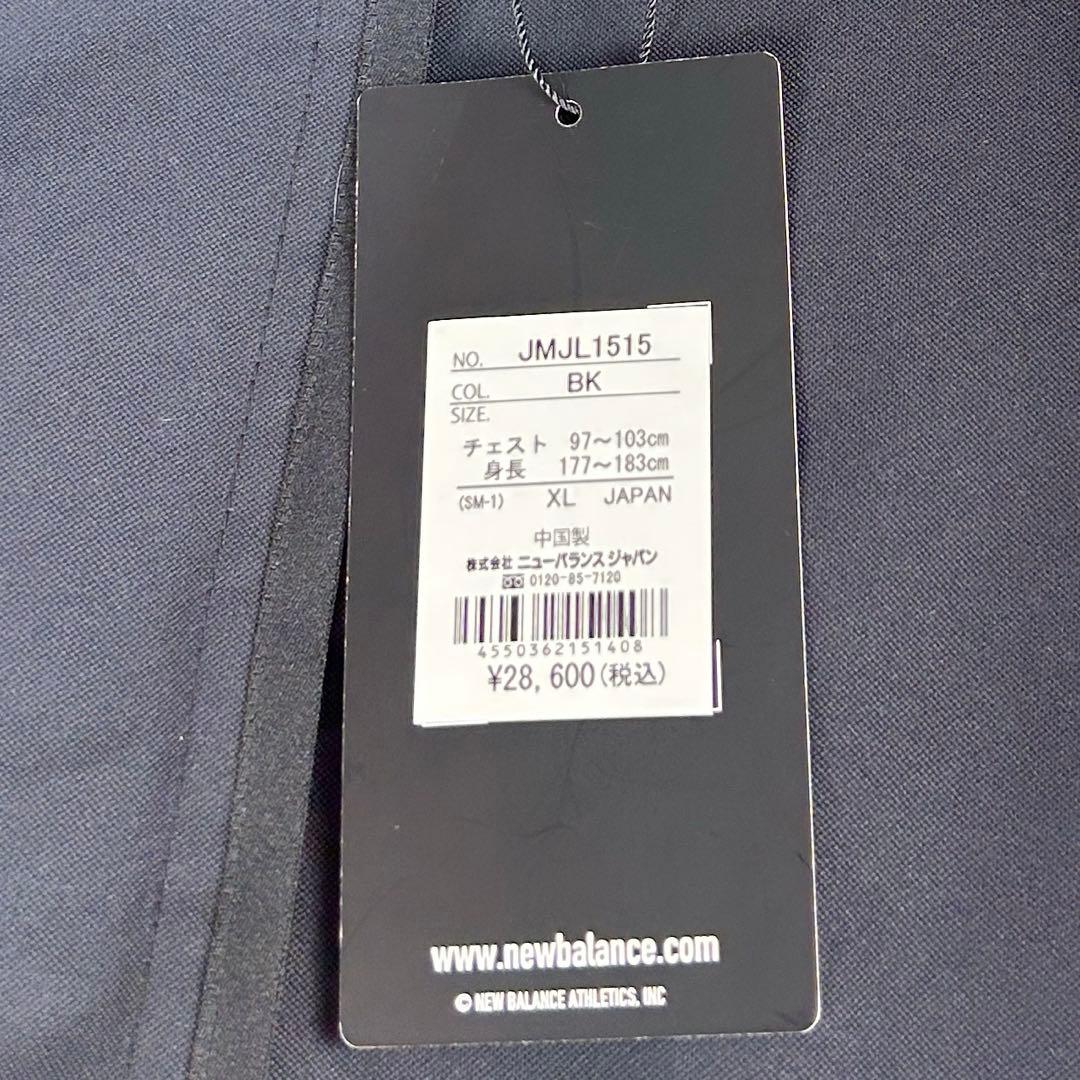 NO. JMJL1515
COL. BK
SIZE.
チェスト 97〜103cm
身長 177〜183cm
(SM-1) XL JAPAN
中国製
株式会社 ニューバランス ジャパン
0120-85-7120
4550362151408
¥28,600(税込)
www.newbalance.com
© NEW BALANCE ATHLETICS, INC